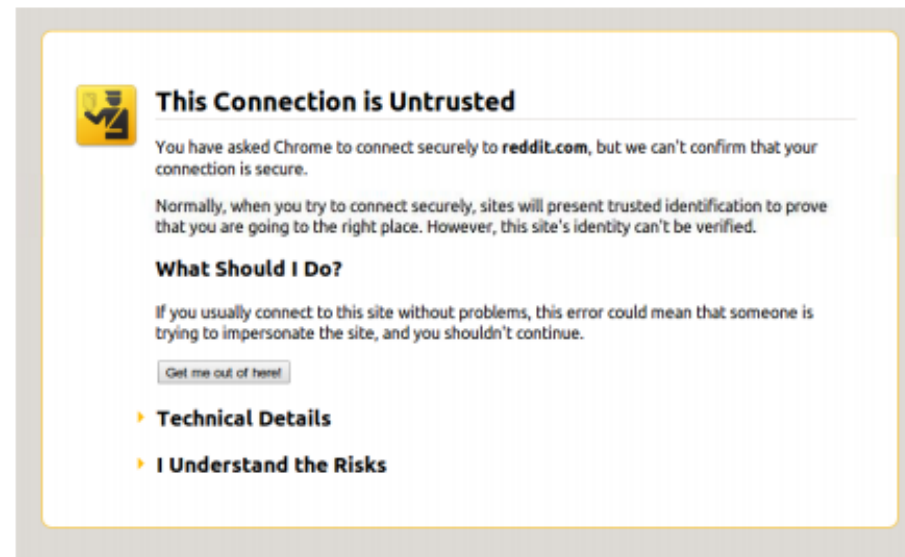 This Connection is Untrusted
You have asked Chrome to connect securely to reddit.com, but we can't confirm that your
connection is secure.
Normally, when you try to connect securely, sites will present trusted identification to prove
that you are going to the right place. However, this site's identity can't be verified.
What Should I Do?
If you usually connect to this site without problems, this error could mean that someone is
trying to impersonate the site, and you shouldn't continue.
Get me out of here!
Technical Details
I Understand the Risks